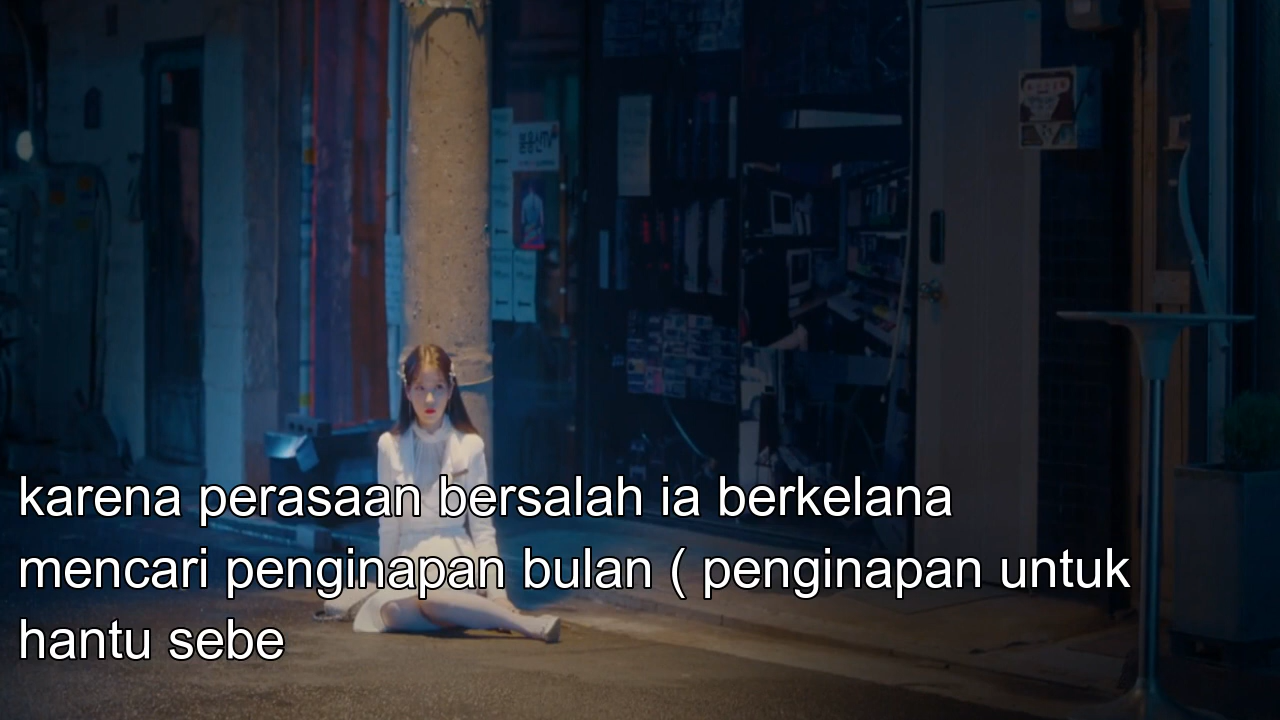 karena perasaan bersalah ia berkelana
mencari penginapan bulan ( penginapan untuk
hantu sebe